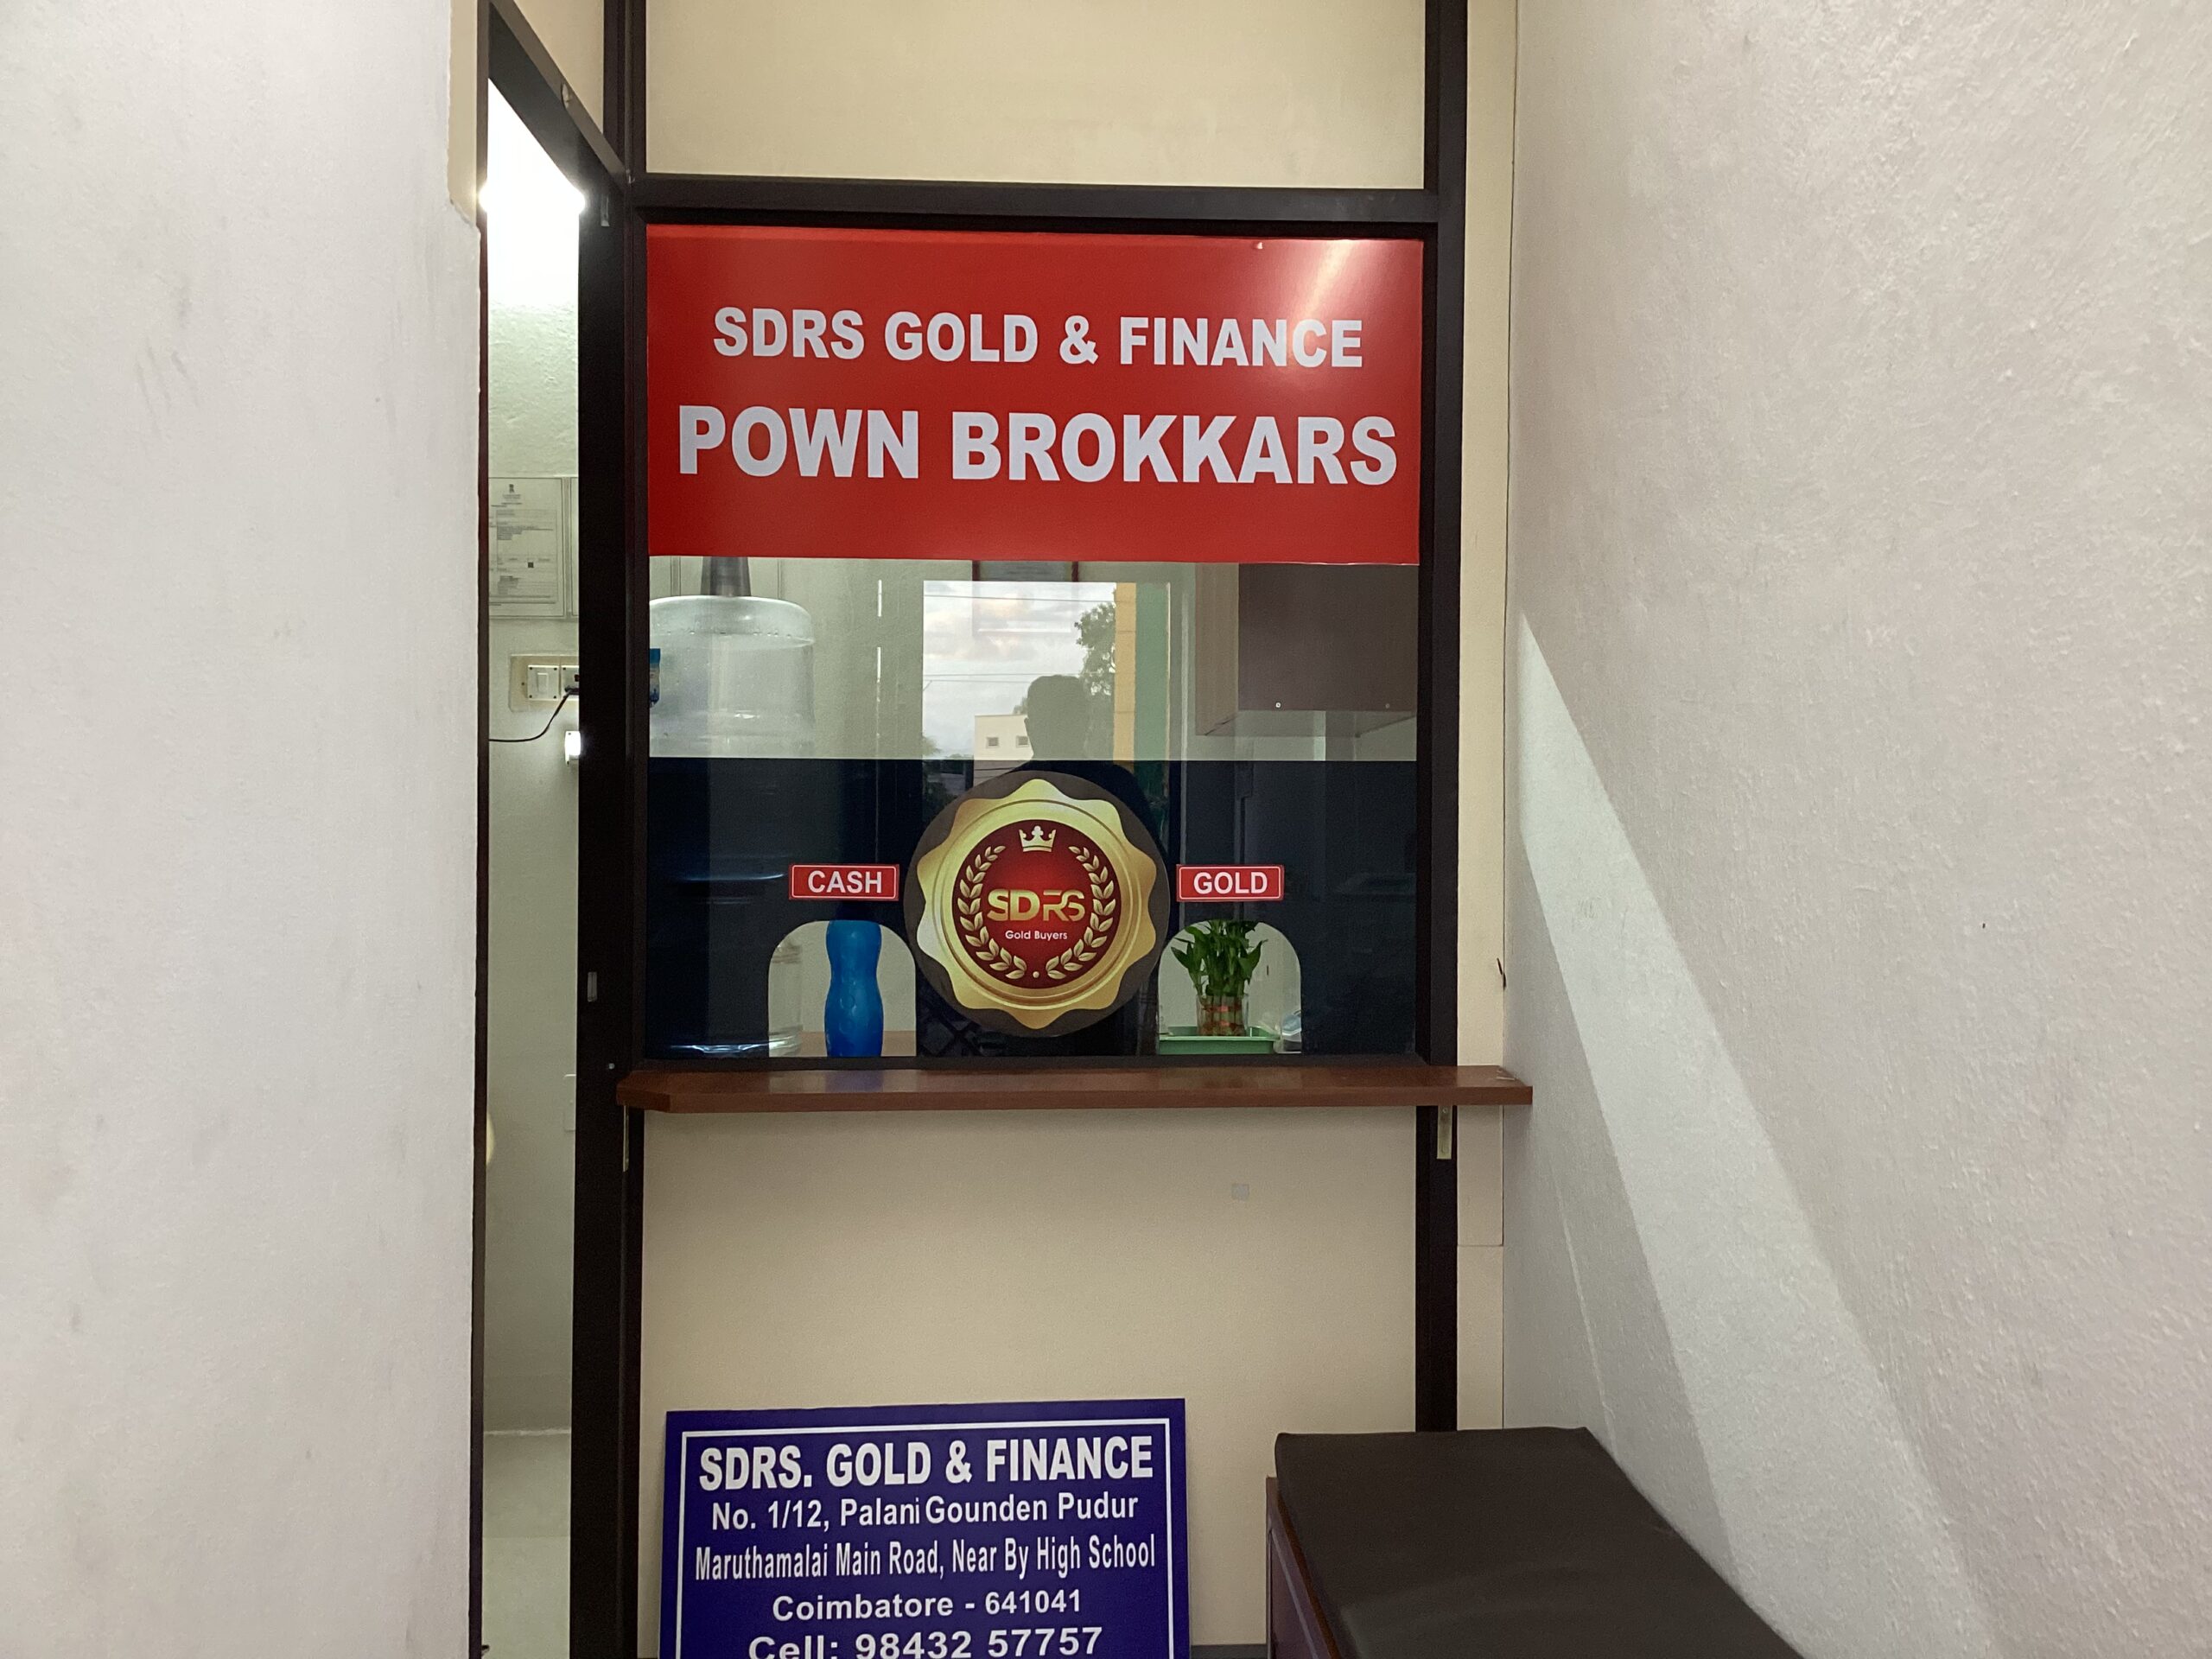 SDRS GOLD & FINANCE
POWN BROKKARS
CASH
GOLD
SDRS
Gold Buyers
SDRS. GOLD & FINANCE
No. 1/12, Palani Gounden Pudur
Maruthamalai Main Road, Near By High School
Coimbatore - 641041
Cell: 98432 57757